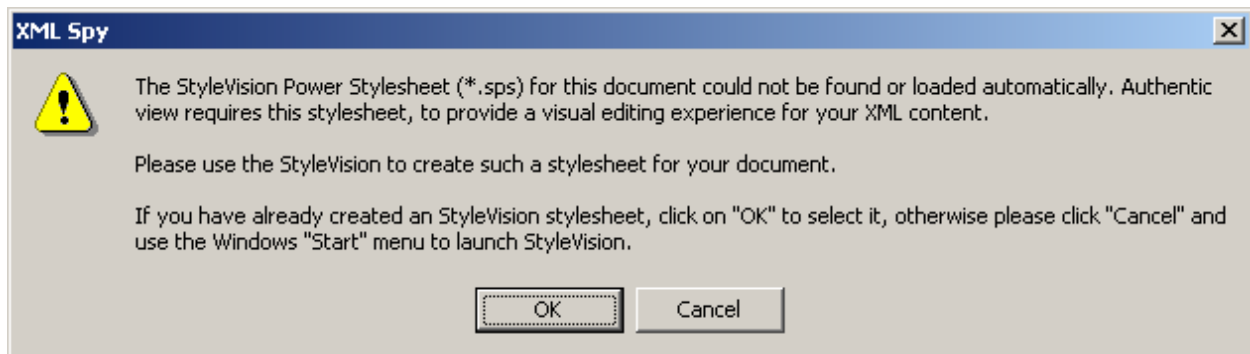 XML Spy
The StyleVision Power Stylesheet (*.sps) for this document could not be found or loaded automatically. Authentic
view requires this stylesheet, to provide a visual editing experience for your XML content.
Please use the StyleVision to create such a stylesheet for your document.
If you have already created an StyleVision stylesheet, click on "OK" to select it, otherwise please click "Cancel" and
use the Windows "Start" menu to launch StyleVision.
OK
Cancel